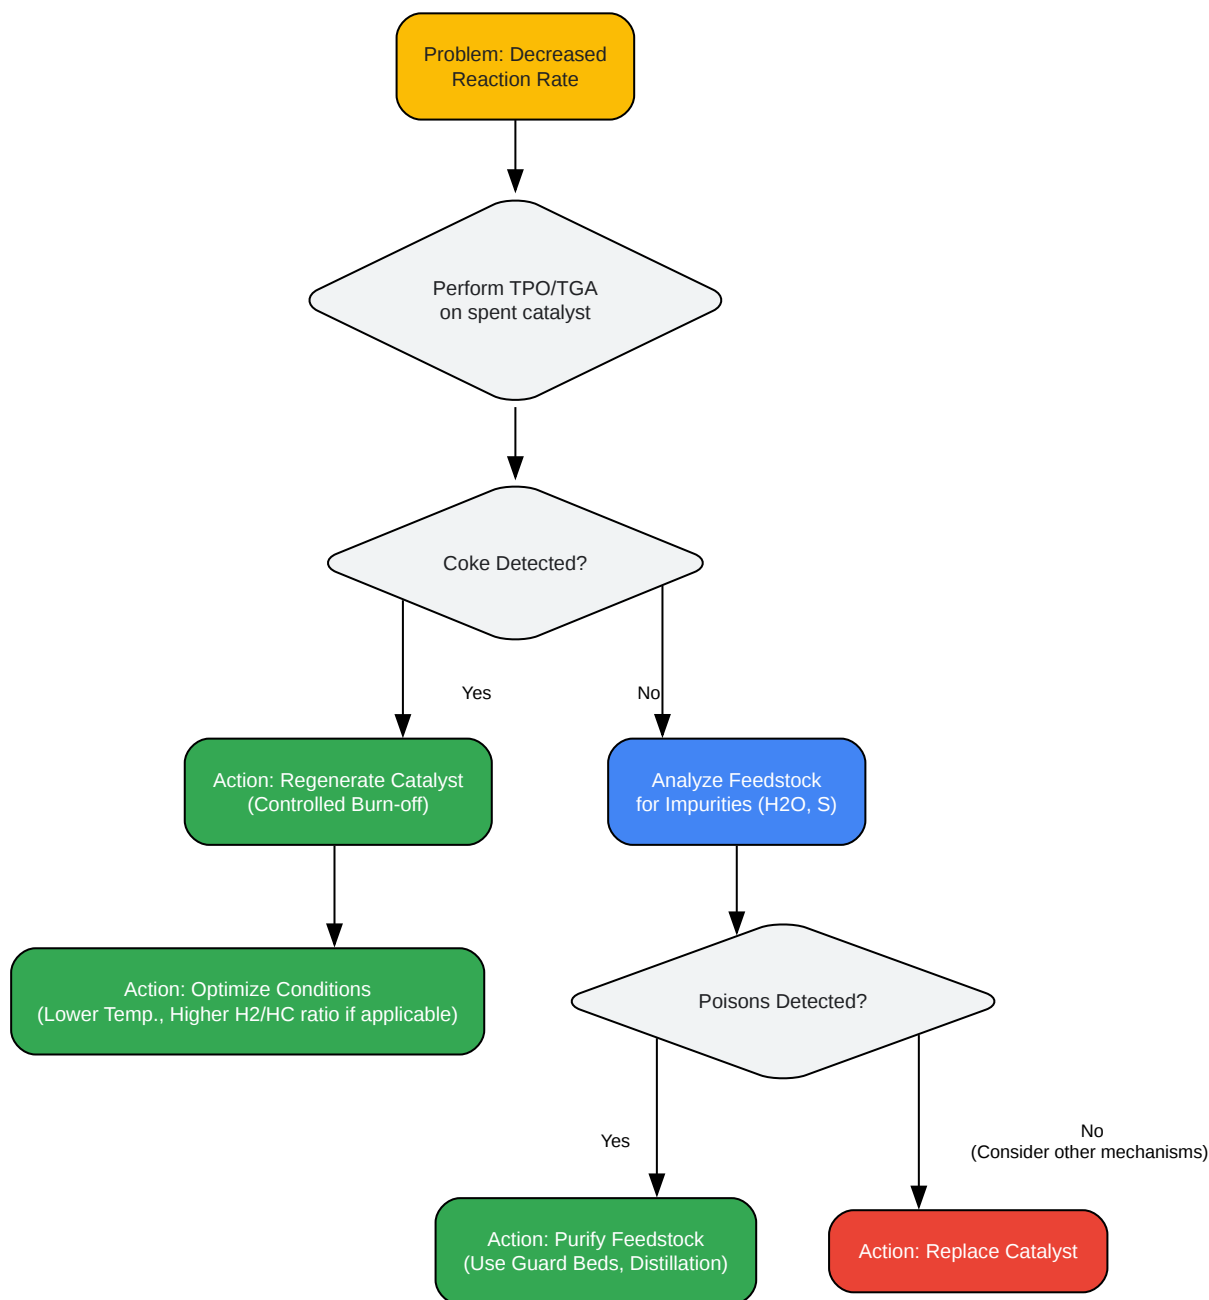 Problem: Decreased
Reaction Rate
Perform TPO/TGA
on spent catalyst
Coke Detected?
Yes
No
Action: Regenerate Catalyst
(Controlled Burn-off)
Analyze Feedstock
for Impurities (H2O, S)
Action: Optimize Conditions
(Lower Temp., Higher H2/HC ratio if applicable)
Poisons Detected?
Yes
No
(Consider other mechanisms)
Action: Purify Feedstock
(Use Guard Beds, Distillation)
Action: Replace Catalyst